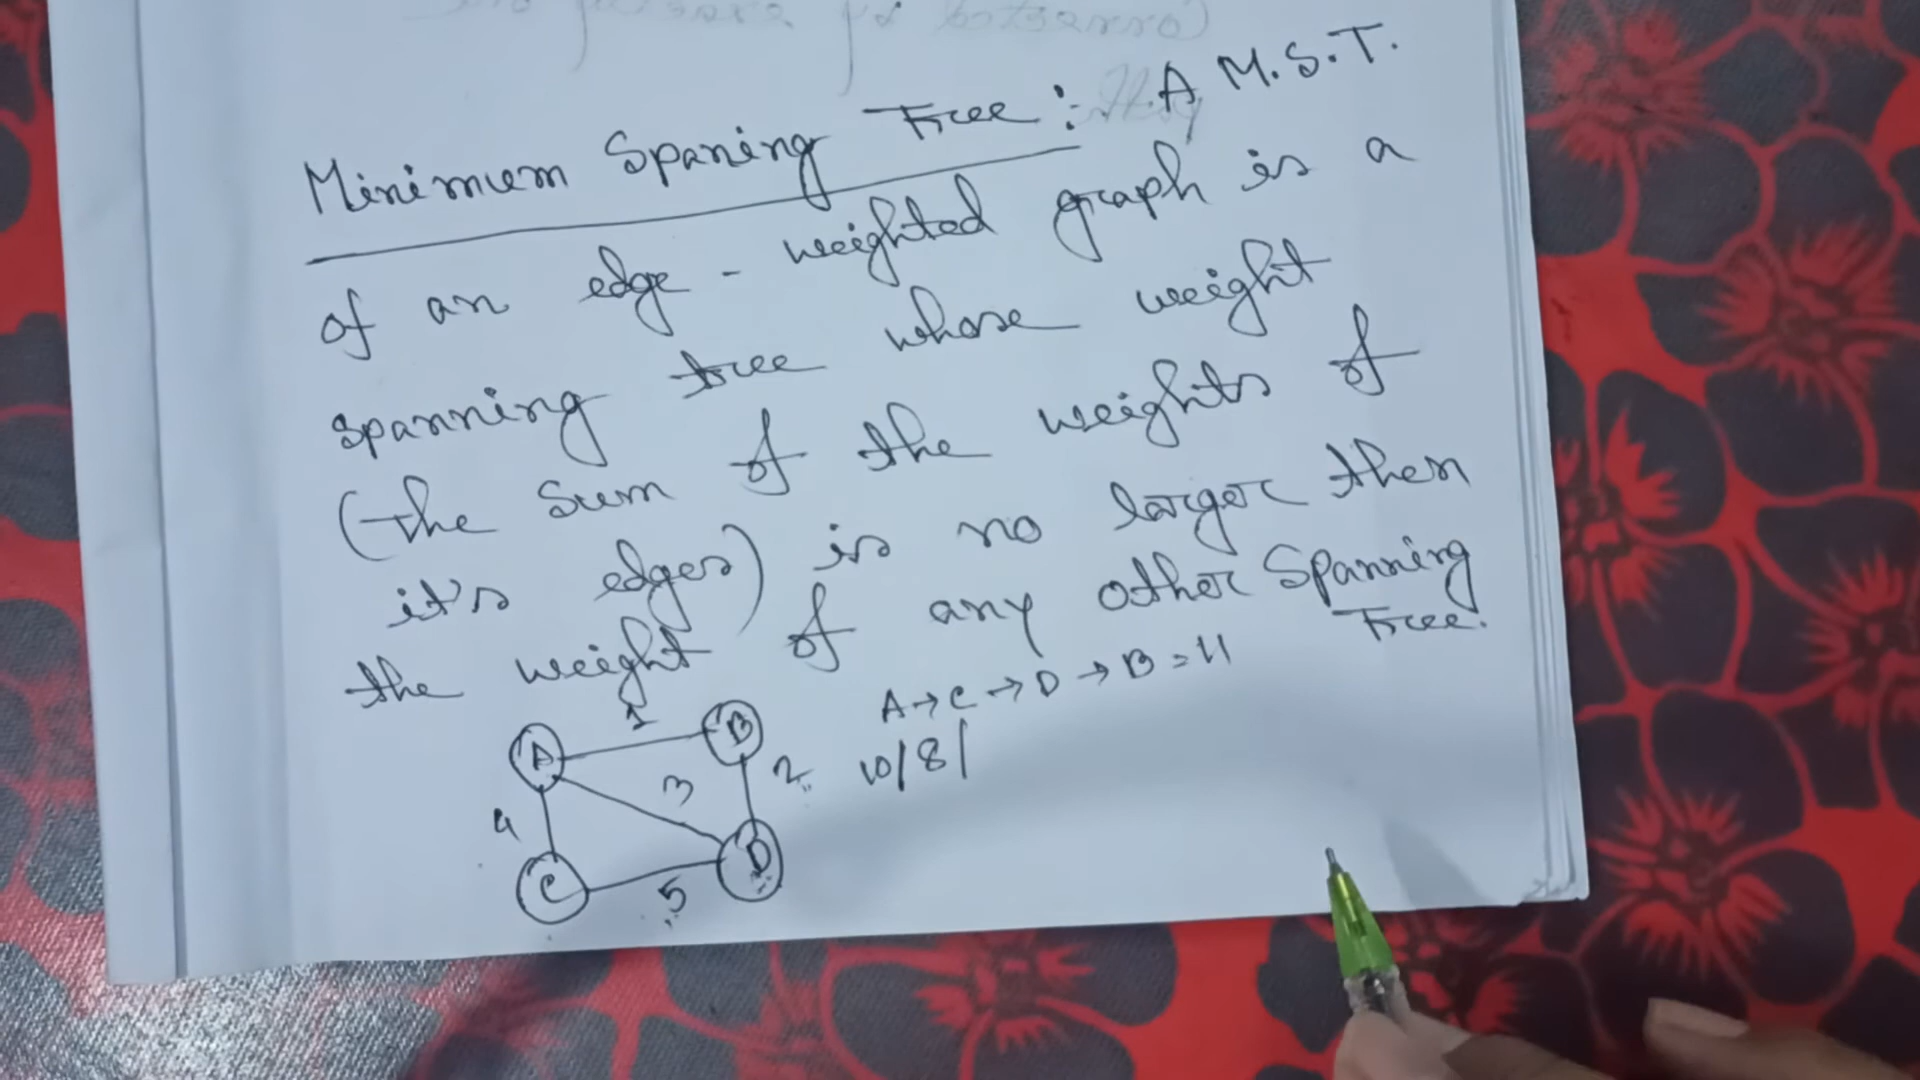 Minimum Spaning Tree: A M.S.T.
of an edge - weighted graph is a
spanning tree whose weight
(the sum of the weights of
it's edges) is no larger then
the weight of any other Spanning
Tree.
A→C→D→B=11
10/8/
1
A
B
3
2
4
C
D
5